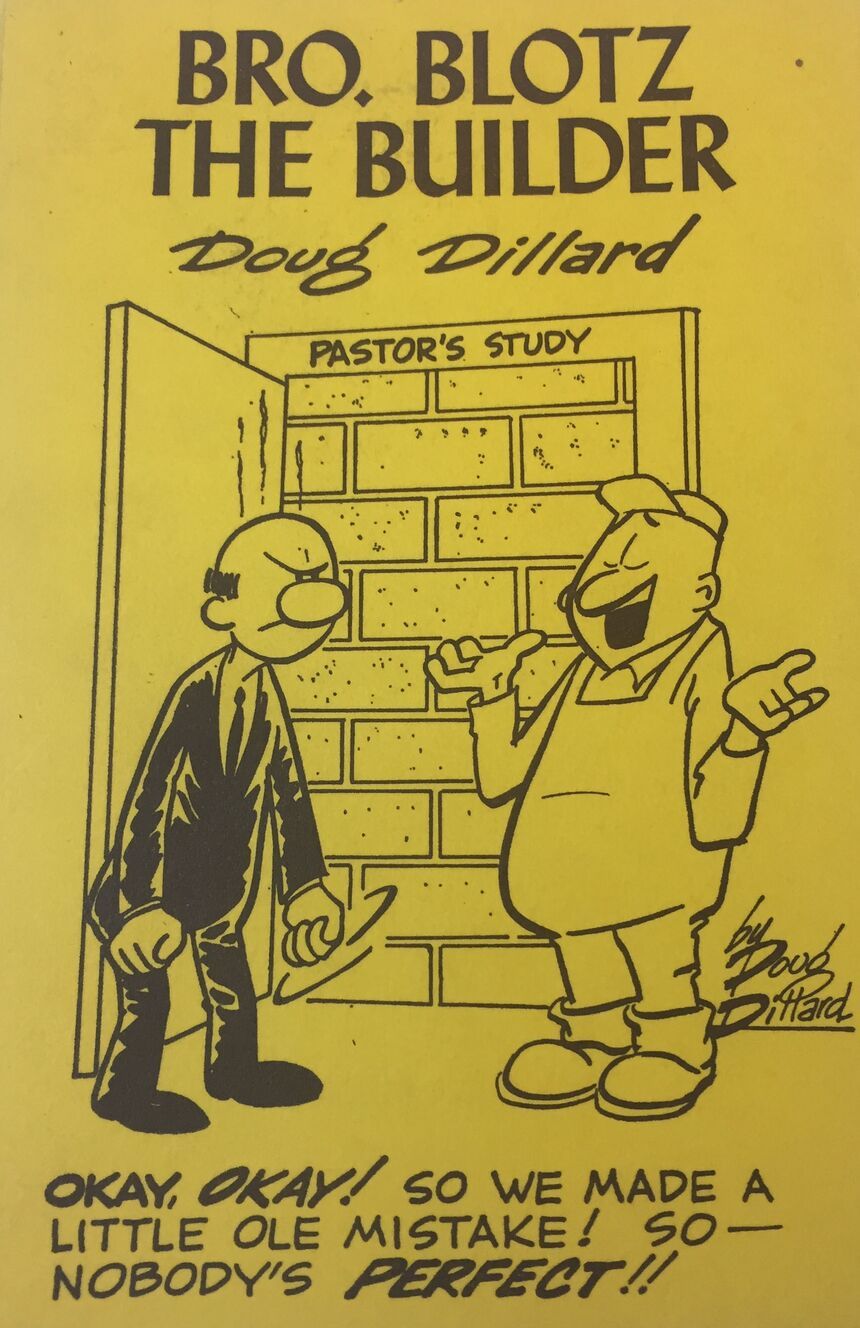 BRO. BLOTZ
THE BUILDER
Doug Dillard
PASTOR'S STUDY
by
Doug
Dillard
OKAY, OKAY! SO WE MADE A
LITTLE OLE MISTAKE! SO—
NOBODY'S PERFECT!!